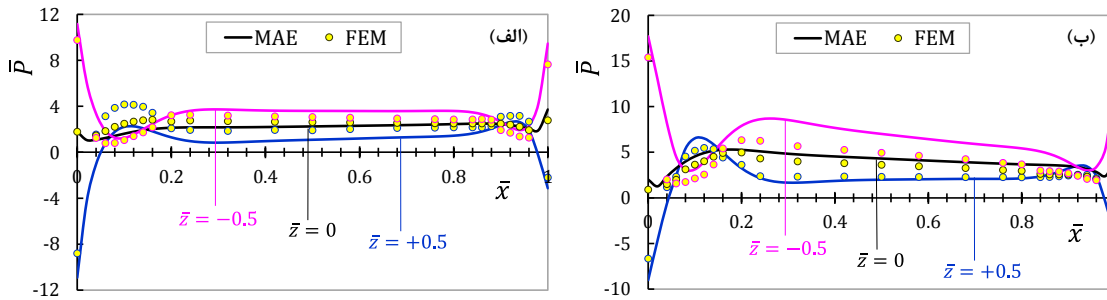 12
8
4
0
-4
-8
-12
P̄
MAE FEM
(الف)
0 0.2 0.4 0.6 0.8 1
x̄
z̄ = −0.5
z̄ = 0
z̄ = +0.5
20
15
10
5
0
-5
-10
P̄
MAE FEM
(ب)
0.0 0.2 0.4 0.6 0.8
x̄
z̄ = −0.5
z̄ = 0
z̄ = +0.5